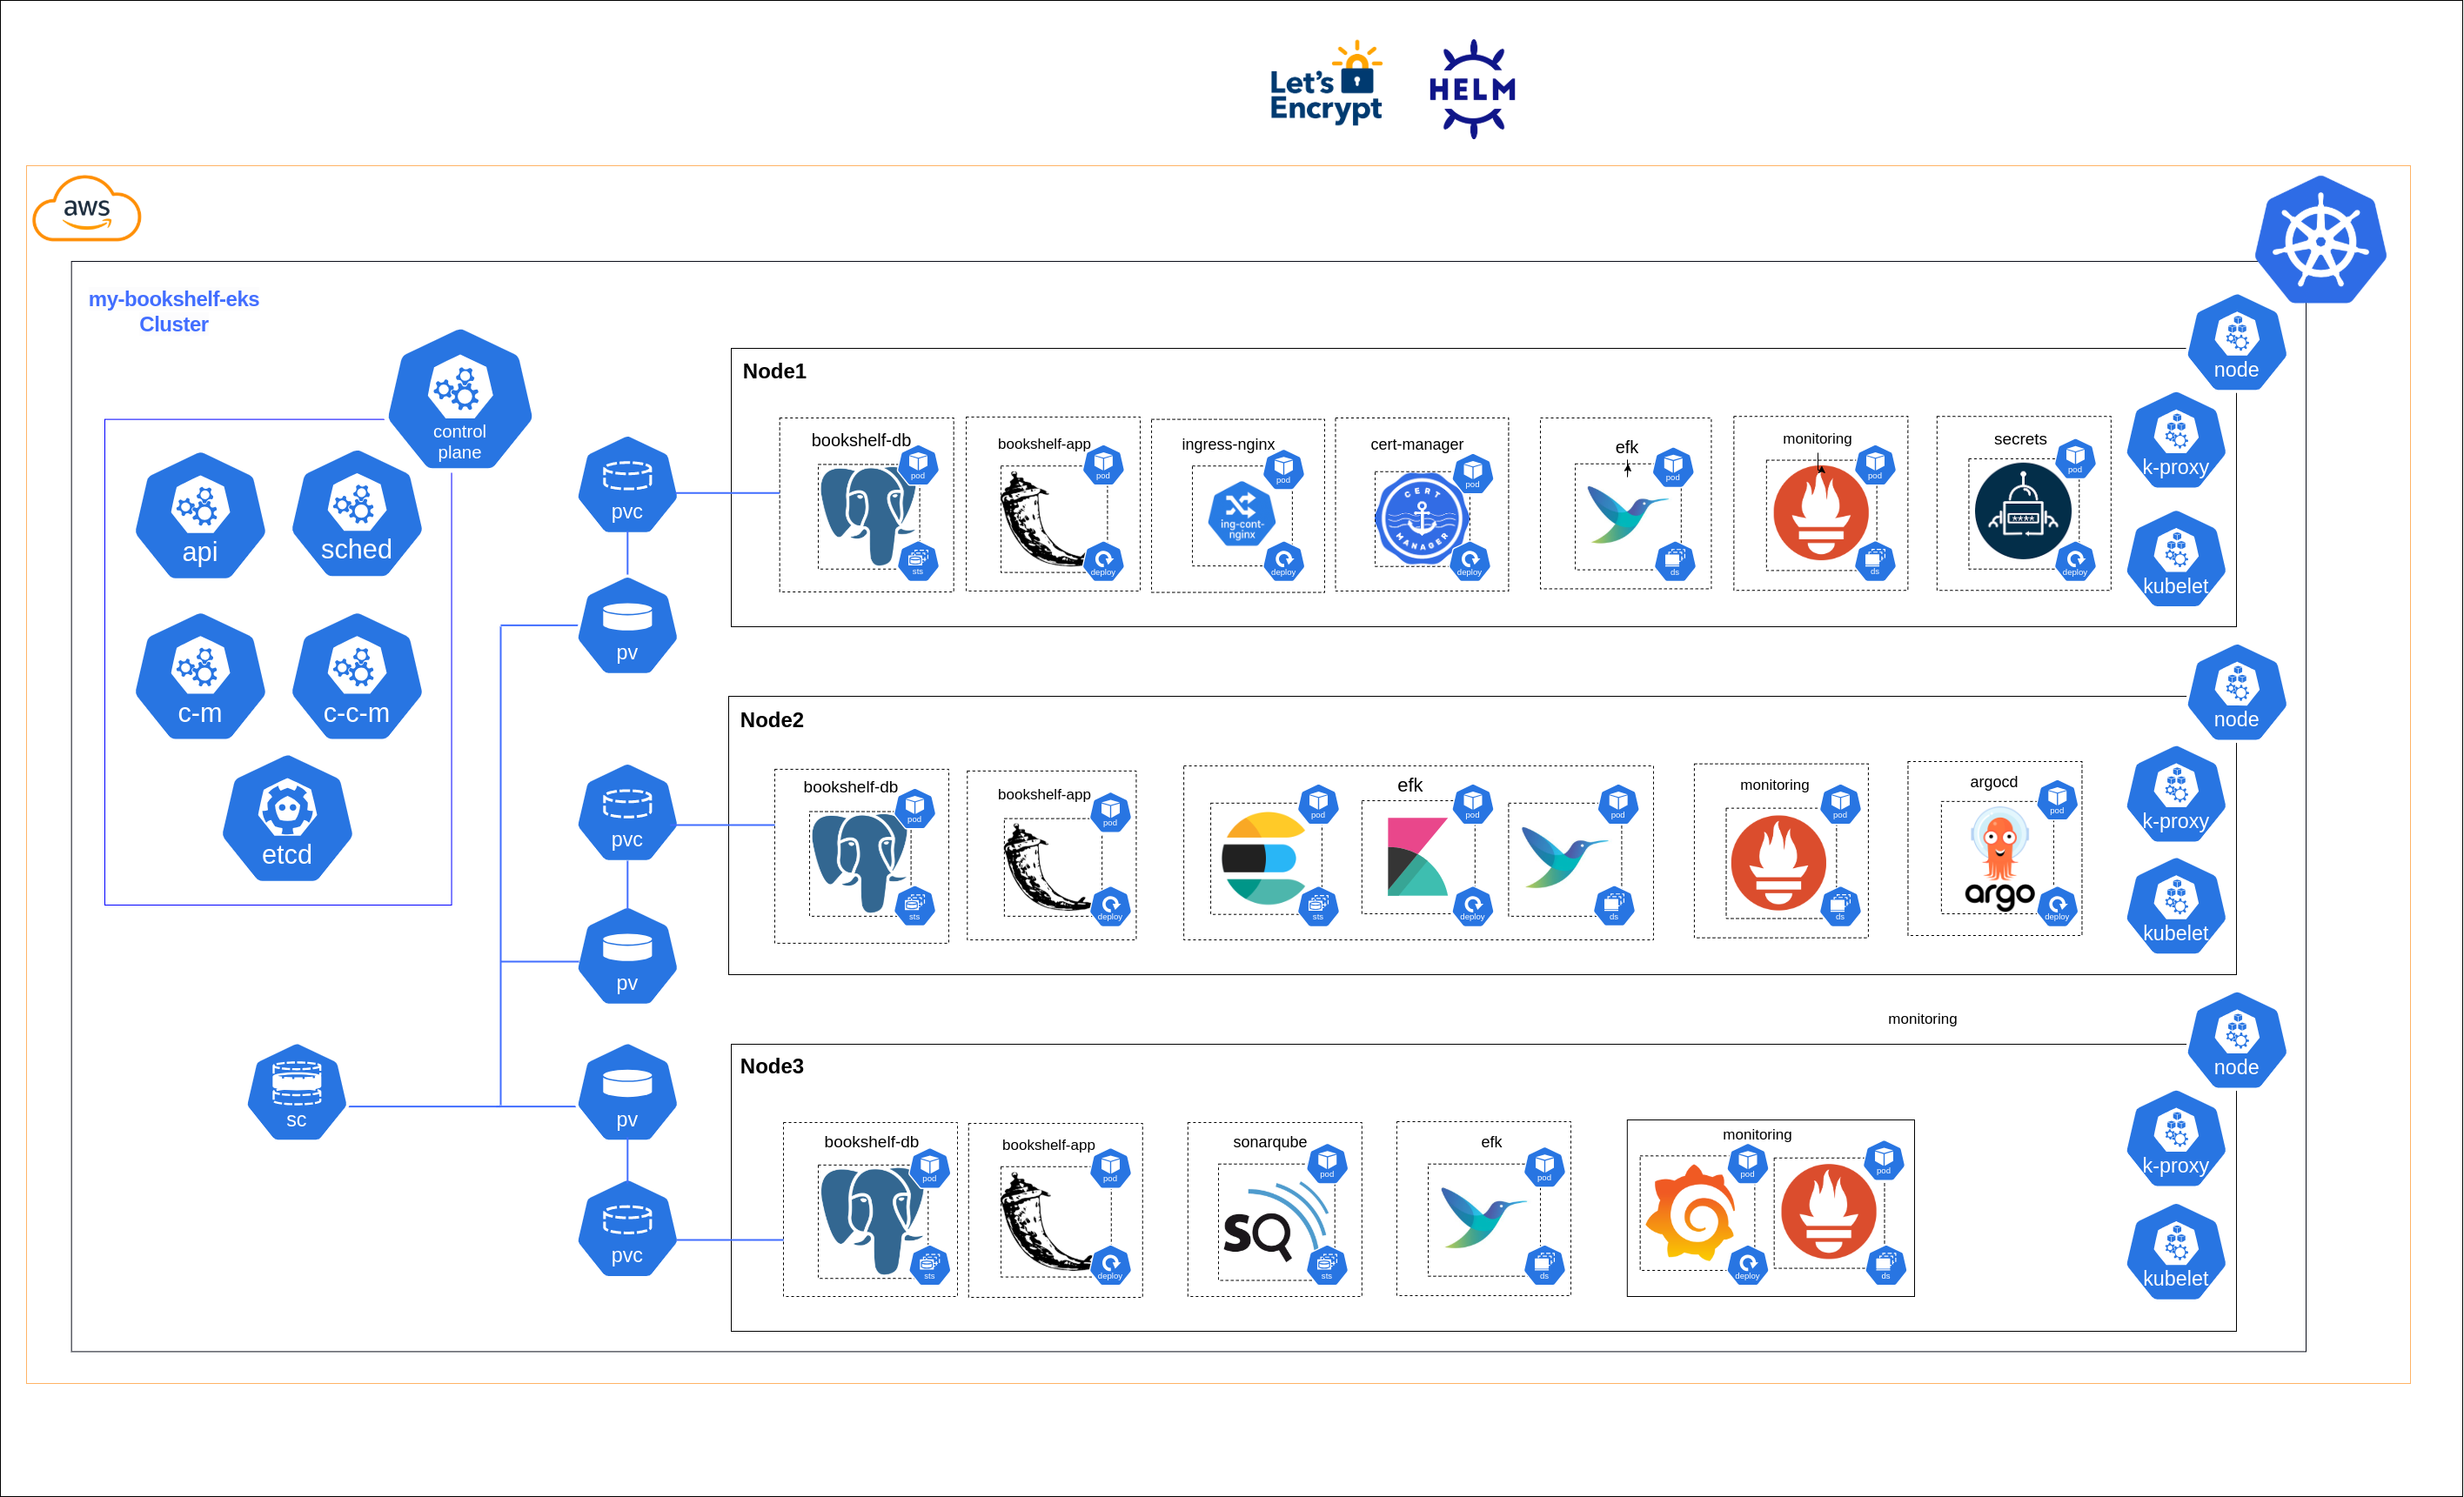 Let's
Encrypt
HELM
aws
my-bookshelf-eks
Cluster
control
plane
api
sched
c-m
c-c-m
etcd
sc
pvc
pv
pvc
pv
pv
pvc
Node1
node
k-proxy
kubelet
bookshelf-db
pod
sts
bookshelf-app
pod
deploy
ingress-nginx
pod
ing-cont-
nginx
deploy
cert-manager
pod
CERT
MANAGER
deploy
efk
pod
ds
monitoring
pod
ds
secrets
pod
****
deploy
Node2
node
k-proxy
kubelet
bookshelf-db
pod
sts
bookshelf-app
pod
deploy
efk
pod
sts
pod
deploy
pod
ds
monitoring
pod
ds
argocd
pod
argo
deploy
monitoring
Node3
node
k-proxy
kubelet
bookshelf-db
pod
sts
bookshelf-app
pod
deploy
sonarqube
pod
SQ
sts
efk
pod
ds
monitoring
pod
deploy
pod
ds